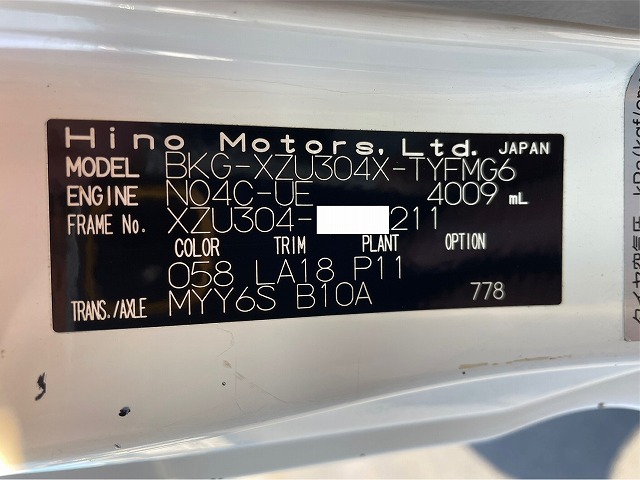 Hino Motors, Ltd. JAPAN
MODEL BKG-XZU304X-TYFMG6
ENGINE N04C-UE 4009 mL
FRAME No. XZU304- 211
COLOR TRIM PLANT OPTION
058 LA18 P11
TRANS./AXLE MYY6S B10A 778